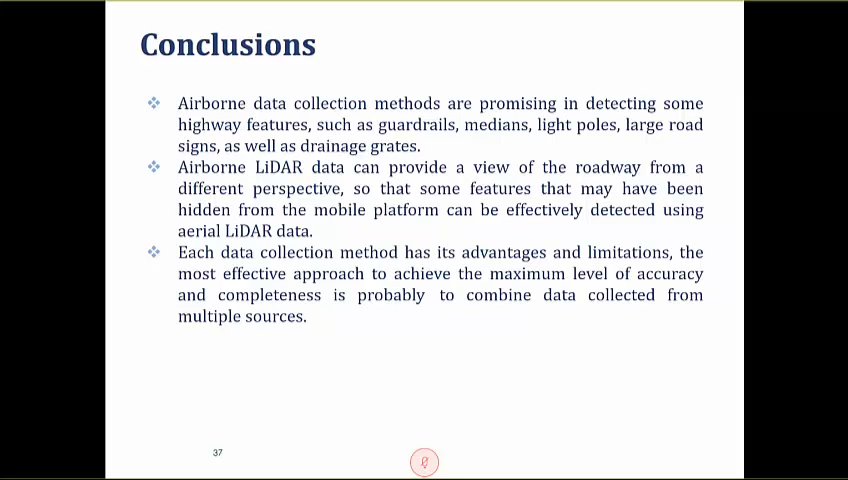 Conclusions
Airborne data collection methods are promising in detecting some
highway features, such as guardrails, medians, light poles, large road
signs, as well as drainage grates.
Airborne LiDAR data can provide a view of the roadway from a
different perspective, so that some features that may have been
hidden from the mobile platform can be effectively detected using
aerial LiDAR data.
Each data collection method has its advantages and limitations, the
most effective approach to achieve the maximum level of accuracy
and completeness is probably to combine data collected from
multiple sources.
37